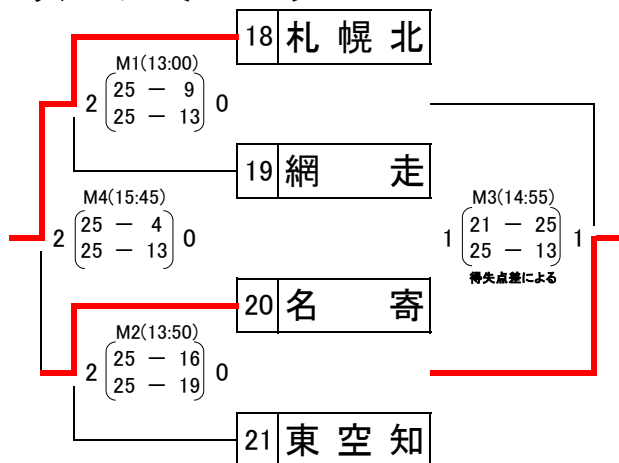 18 札幌北
M1(13:00)
2 25 － 9 0
25 － 13
19 網走
M4(15:45)
2 25 － 4 0
25 － 13
M3(14:55)
1 21 － 25 1
25 － 13
得失点差による
20 名寄
M2(13:50)
2 25 － 16 0
25 － 19
21 東空知